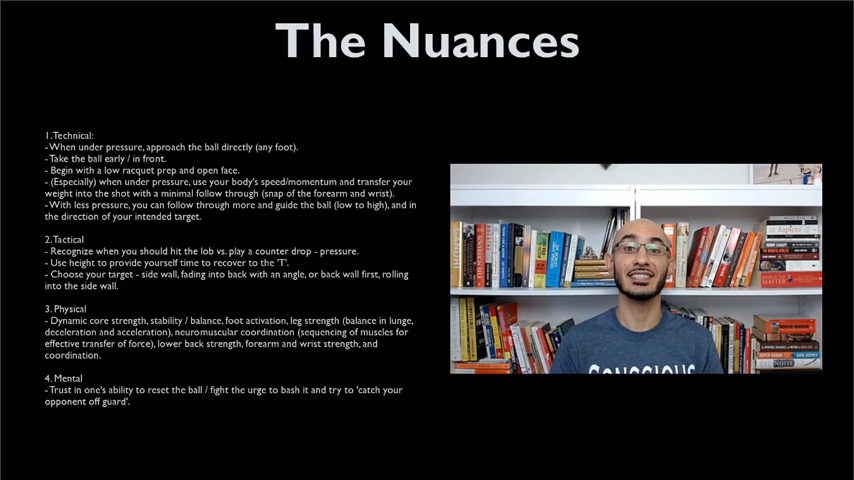 The Nuances
1.Technical:
- When under pressure, approach the ball directly (any foot).
- Take the ball early / in front.
- Begin with a low racquet prep and open face.
- (Especially) when under pressure, use your body's speed/momentum and transfer your
weight into the shot with a minimal follow through (snap of the forearm and wrist).
- With less pressure, you can follow through more and guide the ball (low to high), and in
the direction of your intended target.
2. Tactical
- Recognize when you should hit the lob vs. play a counter drop - pressure.
- Use height to provide yourself time to recover to the 'T'.
- Choose your target - side wall, fading into back with an angle, or back wall first, rolling
into the side wall.
3. Physical
- Dynamic core strength, stability / balance, foot activation, leg strength (balance in lunge,
deceleration and acceleration), neuromuscular coordination (sequencing of muscles for
effective transfer of force), lower back strength, forearm and wrist strength, and
coordination.
4. Mental
- Trust in one's ability to reset the ball / fight the urge to bash it and try to 'catch your
opponent off guard'.
Sapiens
MASTER
CONSCIOUS